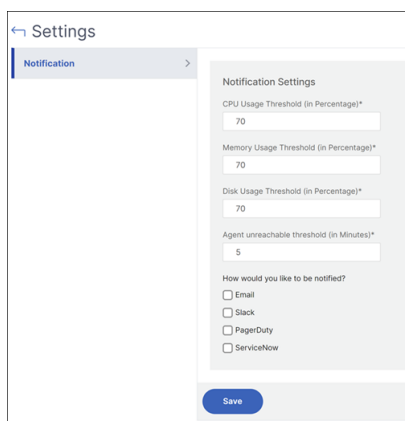 Settings
Notification
Notification Settings
CPU Usage Threshold (in Percentage)*
70
Memory Usage Threshold (in Percentage)*
70
Disk Usage Threshold (in Percentage)*
70
Agent unreachable threshold (in Minutes)*
5
How would you like to be notified?
Email
Slack
PagerDuty
ServiceNow
Save